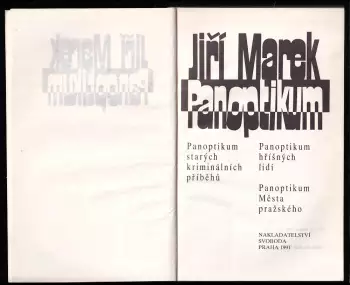 Jiří Marek
Panoptikum
Panoptikum
starých
kriminálních
příběhů
Panoptikum
hříšných
lidí
Panoptikum
Města
pražského
NAKLADATELSTVÍ
SVOBODA
PRAHA 1991